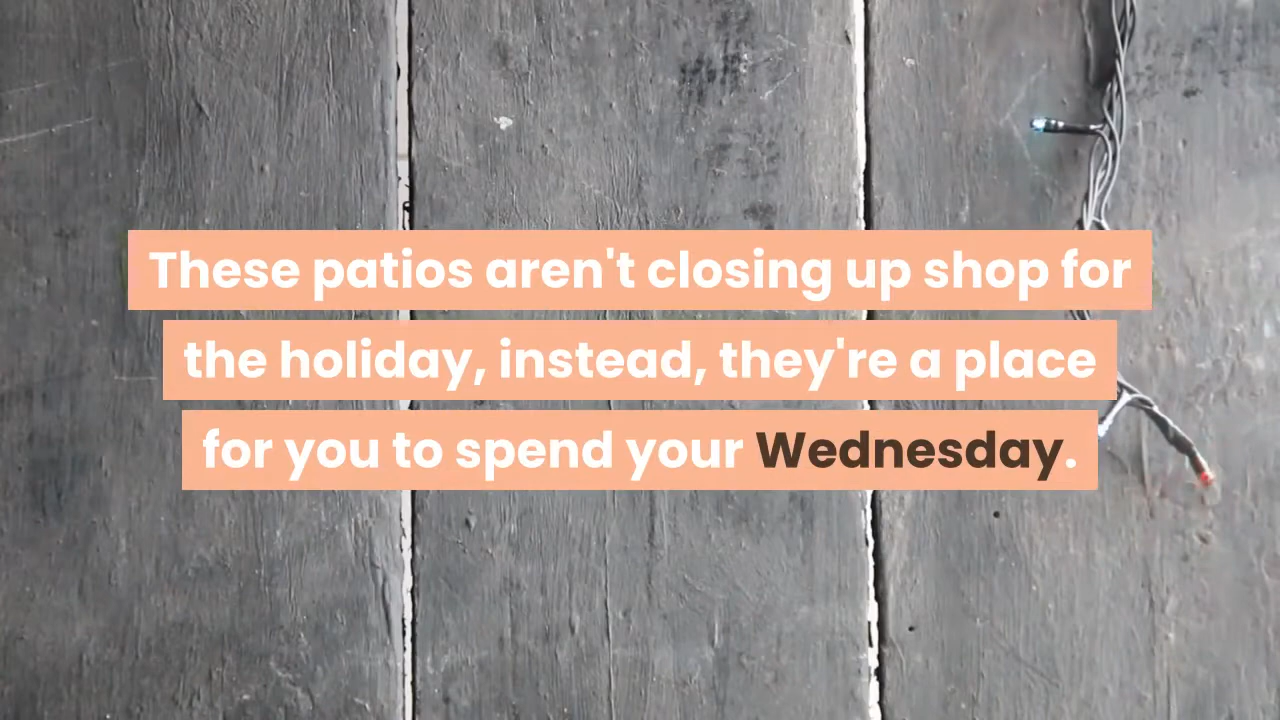 These patios aren't closing up shop for
the holiday, instead, they're a place
for you to spend your Wednesday.